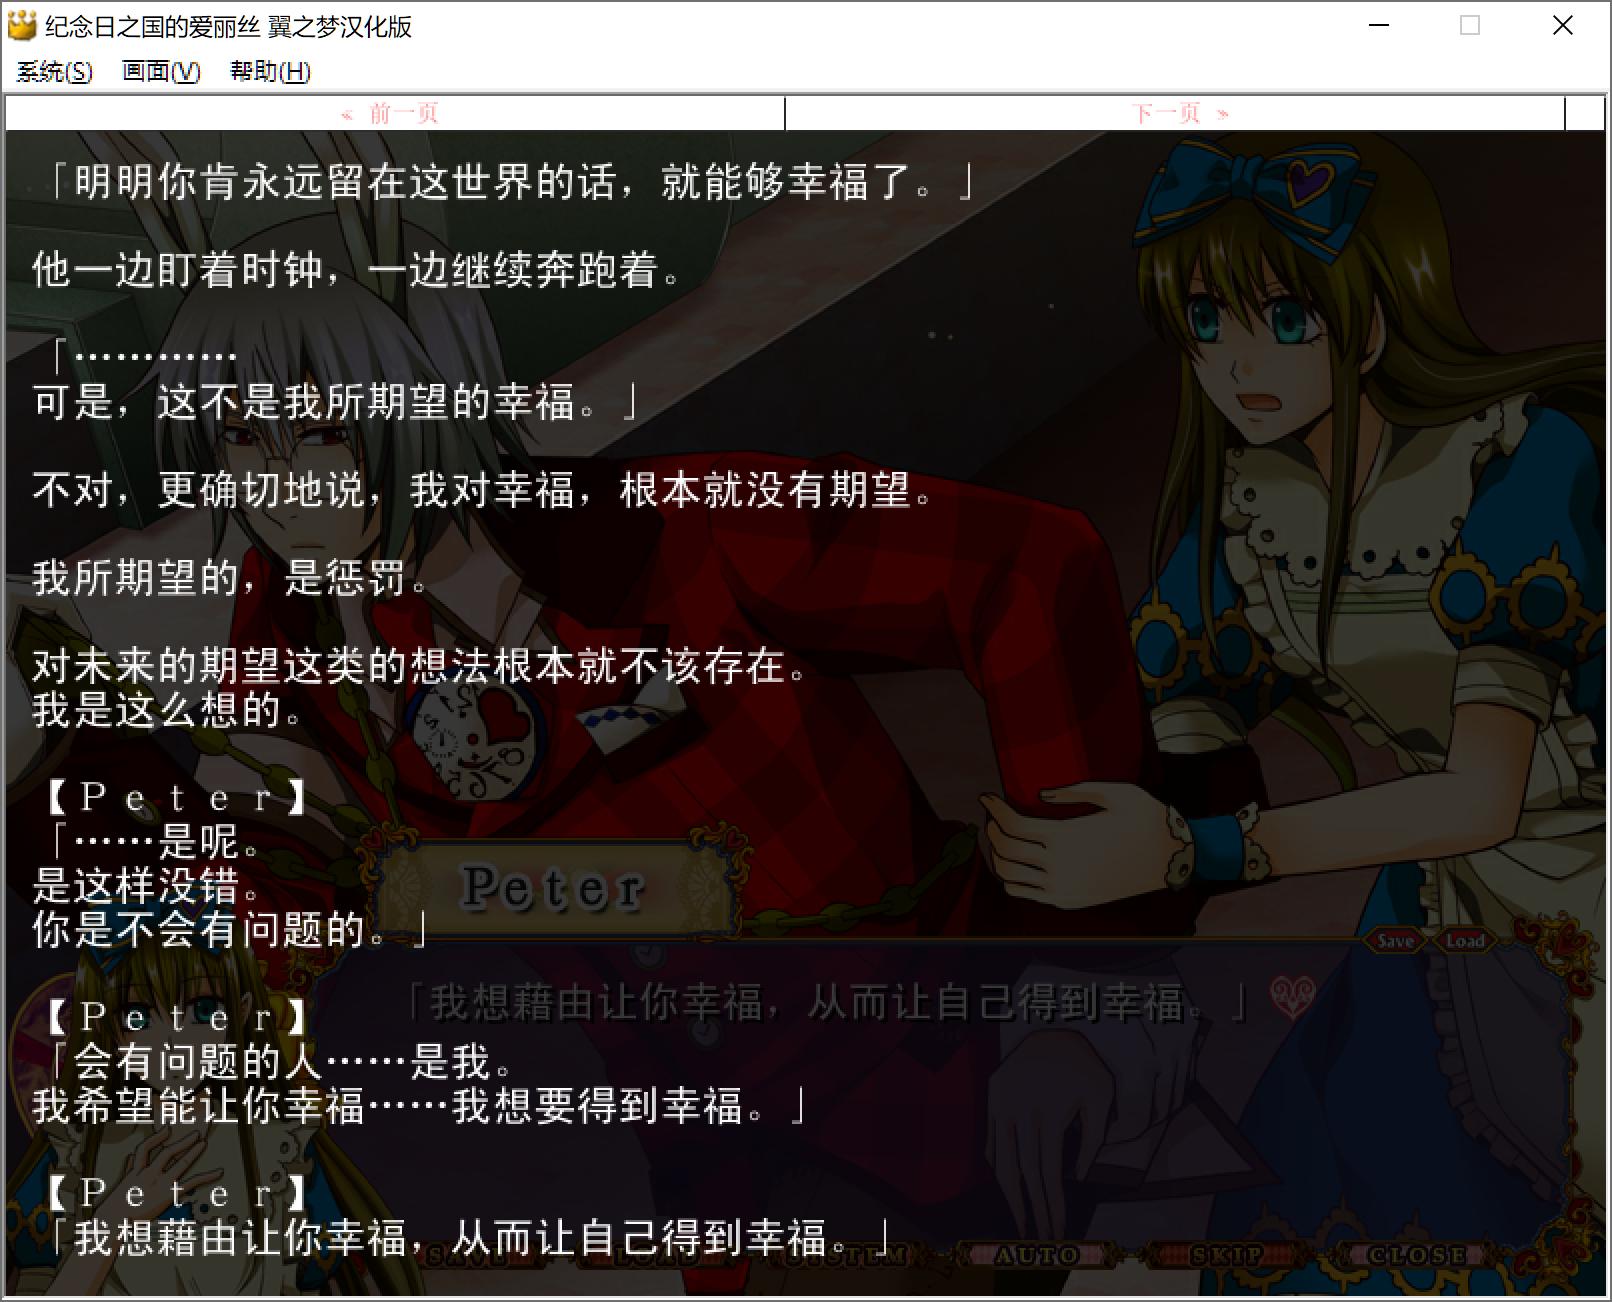 纪念日之国的爱丽丝 翼之梦汉化版
系统(S) 画面(V) 帮助(H)
« 前一页 下一页 »
「明明你肯永远留在这世界的话，就能够幸福了。」
他一边盯着时钟，一边继续奔跑着。
「…………
可是，这不是我所期望的幸福。」
不对，更确切地说，我对幸福，根本就没有期望。
我所期望的，是惩罚。
对未来的期望这类的想法根本就不该存在。
我是这么想的。
【Ｐｅｔｅｒ】
「……是呢。
是这样没错。
你是不会有问题的。」
Peter
Save Load
「我想藉由让你幸福，从而让自己得到幸福。」
【Ｐｅｔｅｒ】
「会有问题的人……是我。
我希望能让你幸福……我想要得到幸福。」
【Ｐｅｔｅｒ】
「我想藉由让你幸福，从而让自己得到幸福。」
SAVE LOAD SYSTEM AUTO SKIP CLOSE